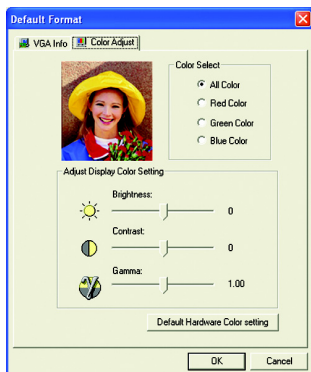 Default Format
VGA Info
Color Adjust
Color Select
All Color
Red Color
Green Color
Blue Color
Adjust Display Color Setting
Brightness:
0
Contrast:
0
Gamma:
1.00
Default Hardware Color setting
OK
Cancel